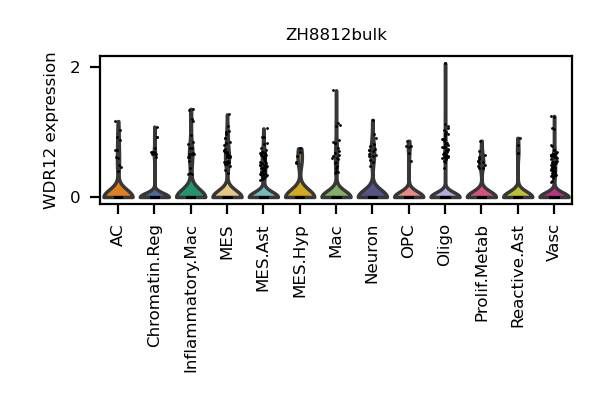 ZH8812bulk
WDR12 expression
2
0
AC
Chromatin.Reg
Inflammatory.Mac
MES
MES.Ast
MES.Hyp
Mac
Neuron
OPC
Oligo
Prolif.Metab
Reactive.Ast
Vasc